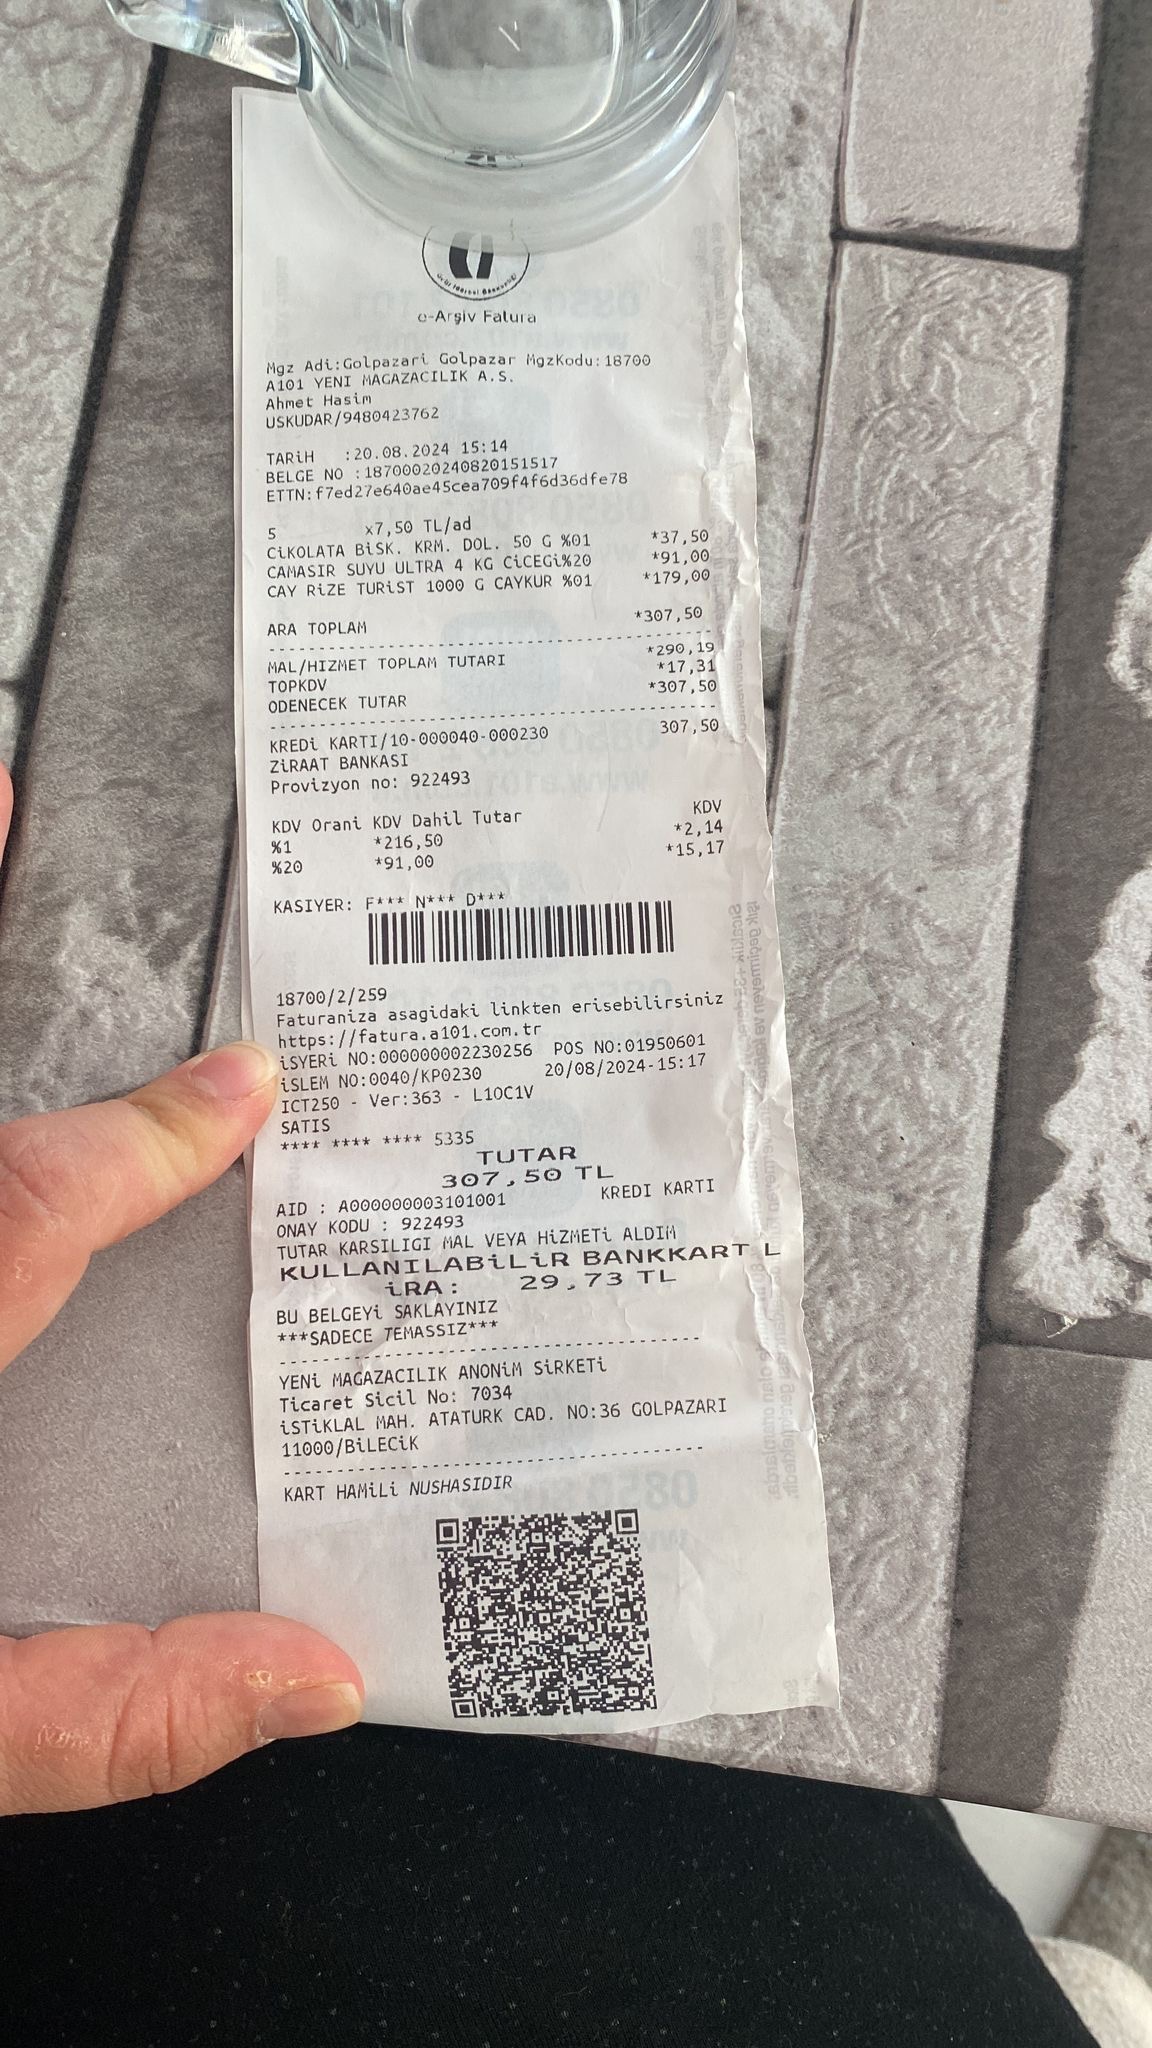 e-Arşiv Fatura
Mgz Adi:Golpazari Golpazar MgzKodu:18700
A101 YENI MAGAZACILIK A.S.
Ahmet Hasim
USKUDAR/9480423762
TARiH :20.08.2024 15:14
BELGE NO :1870002024082015151​7
ETTN:f7ed27e640ae45cea709f4f6d36dfe78
5 x7,50 TL/ad
CiKOLATA BiSK. KRM. DOL. 50 G %01 *37,50
CAMASIR SUYU ULTRA 4 KG CiCEGi%20 *91,00
CAY RiZE TURiST 1000 G CAYKUR %01 *179,00
ARA TOPLAM *307,50
MAL/HIZMET TOPLAM TUTARI *290,19
TOPKDV *17,31
ODENECEK TUTAR *307,50
KREDi KARTI/10-000040-000230 307,50
ZiRAAT BANKASI
Provizyon no: 922493
KDV Orani KDV Dahil Tutar KDV
%1 *216,50 *2,14
%20 *91,00 *15,17
KASIYER: F*** N*** D***
18700/2/259
Faturaniza asagidaki linkten erisebilirsiniz
https://fatura.a101.com.tr
iSYERi NO:000000002230256 POS NO:01950601
iSLEM NO:0040/KP0230 20/08/2024-15:17
ICT250 - Ver:363 - L10C1V
SATIS
**** **** **** 5335
TUTAR
307,50 TL
AID : A000000003101001 KREDI KARTI
ONAY KODU : 922493
TUTAR KARSILIGI MAL VEYA HiZMETi ALDIM
KULLANILABiLiR BANKKART L
iRA: 29,73 TL
BU BELGEYi SAKLAYINIZ
***SADECE TEMASSIZ***
YENi MAGAZACILIK ANONiM SiRKETi
Ticaret Sicil No: 7034
iSTiKLAL MAH. ATATURK CAD. NO:36 GOLPAZARI
11000/BiLECiK
KART HAMiLi NUSHASIDIR